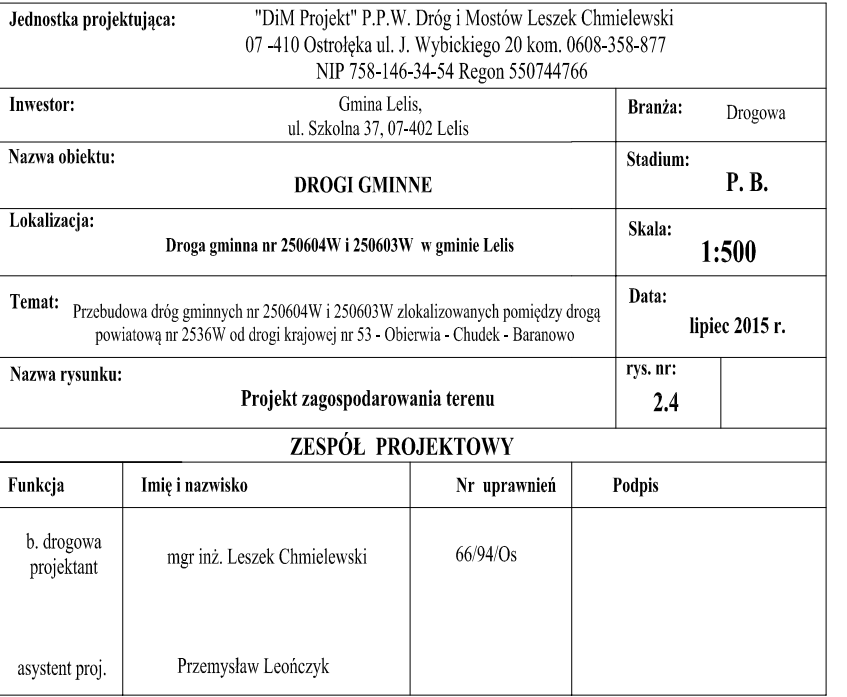 Jednostka projektująca:
"DiM Projekt" P.P.W. Dróg i Mostów Leszek Chmielewski
07 -410 Ostrołęka ul. J. Wybickiego 20 kom. 0608-358-877
NIP 758-146-34-54 Regon 550744766
Inwestor:
Gmina Lelis,
ul. Szkolna 37, 07-402 Lelis
Branża:
Drogowa
Nazwa obiektu:
DROGI GMINNE
Stadium:
P. B.
Lokalizacja:
Droga gminna nr 250604W i 250603W w gminie Lelis
Skala:
1:500
Temat:
Przebudowa dróg gminnych nr 250604W i 250603W zlokalizowanych pomiędzy drogą
powiatową nr 2536W od drogi krajowej nr 53 - Obierwia - Chudek - Baranowo
Data:
lipiec 2015 r.
Nazwa rysunku:
Projekt zagospodarowania terenu
rys. nr:
2.4
ZESPÓŁ PROJEKTOWY
Funkcja
Imię i nazwisko
Nr uprawnień
Podpis
b. drogowa
projektant
mgr inż. Leszek Chmielewski
66/94/Os
asystent proj.
Przemysław Leończyk